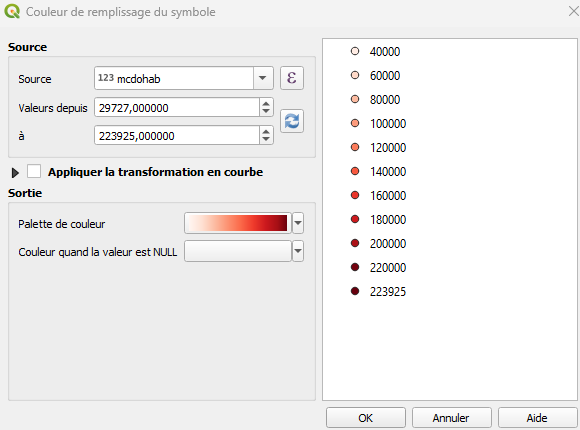 Couleur de remplissage du symbole
Source
Source 123 mcdohab ε
Valeurs depuis 29727,000000
à 223925,000000
Appliquer la transformation en courbe
Sortie
Palette de couleur
Couleur quand la valeur est NULL
40000
60000
80000
100000
120000
140000
160000
180000
200000
220000
223925
OK Annuler Aide